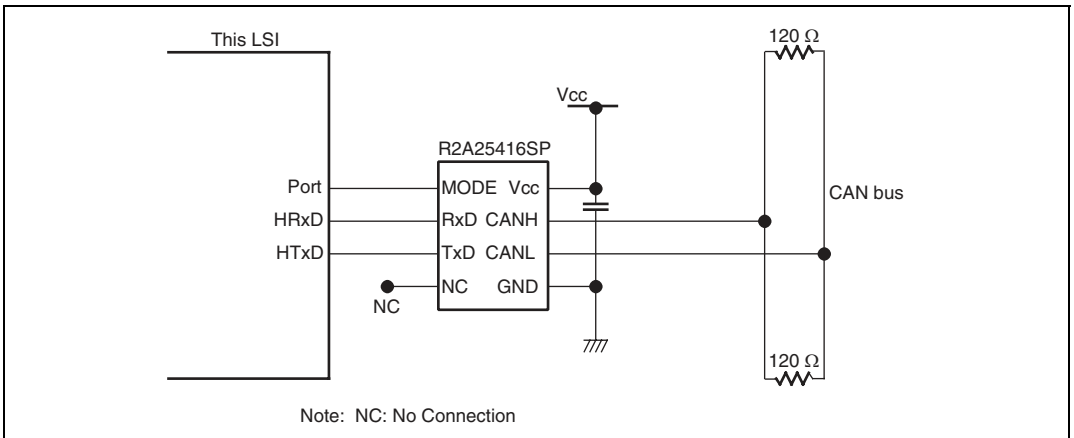 120 Ω
This LSI
Vcc
R2A25416SP
Port
MODE Vcc
CAN bus
HRxD
RxD CANH
HTxD
TxD CANL
NC GND
NC
120 Ω
Note: NC: No Connection